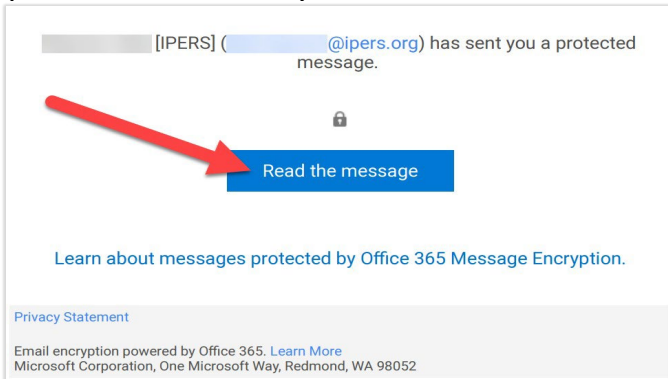 [IPERS] ( @ipers.org) has sent you a protected
message.
Read the message
Learn about messages protected by Office 365 Message Encryption.
Privacy Statement
Email encryption powered by Office 365. Learn More
Microsoft Corporation, One Microsoft Way, Redmond, WA 98052